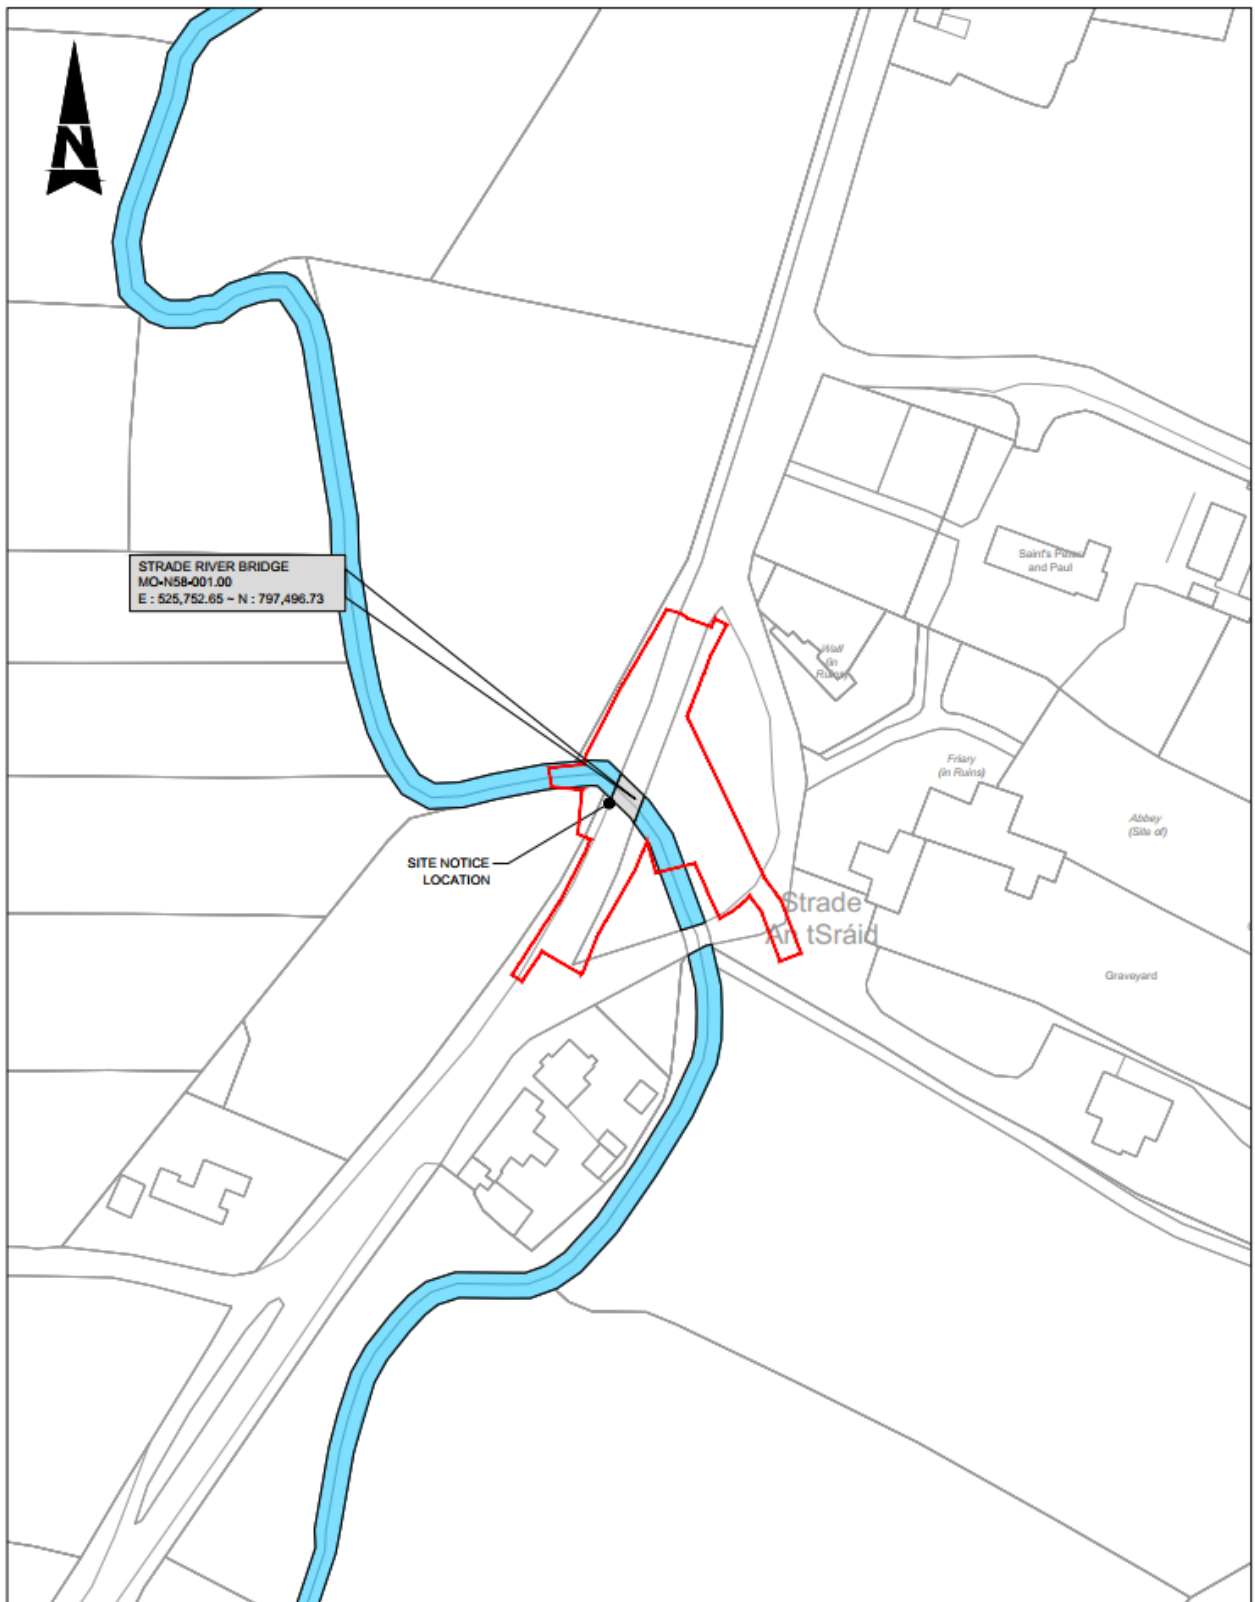 N
STRADE RIVER BRIDGE
MO-N58-001.00
E : 525,752.65 ~ N : 797,496.73
Saint's Peter
and Paul
Wall
(in
Ruins)
Friary
(in Ruins)
Abbey
(Site of)
SITE NOTICE
LOCATION
Strade
An tSráid
Graveyard